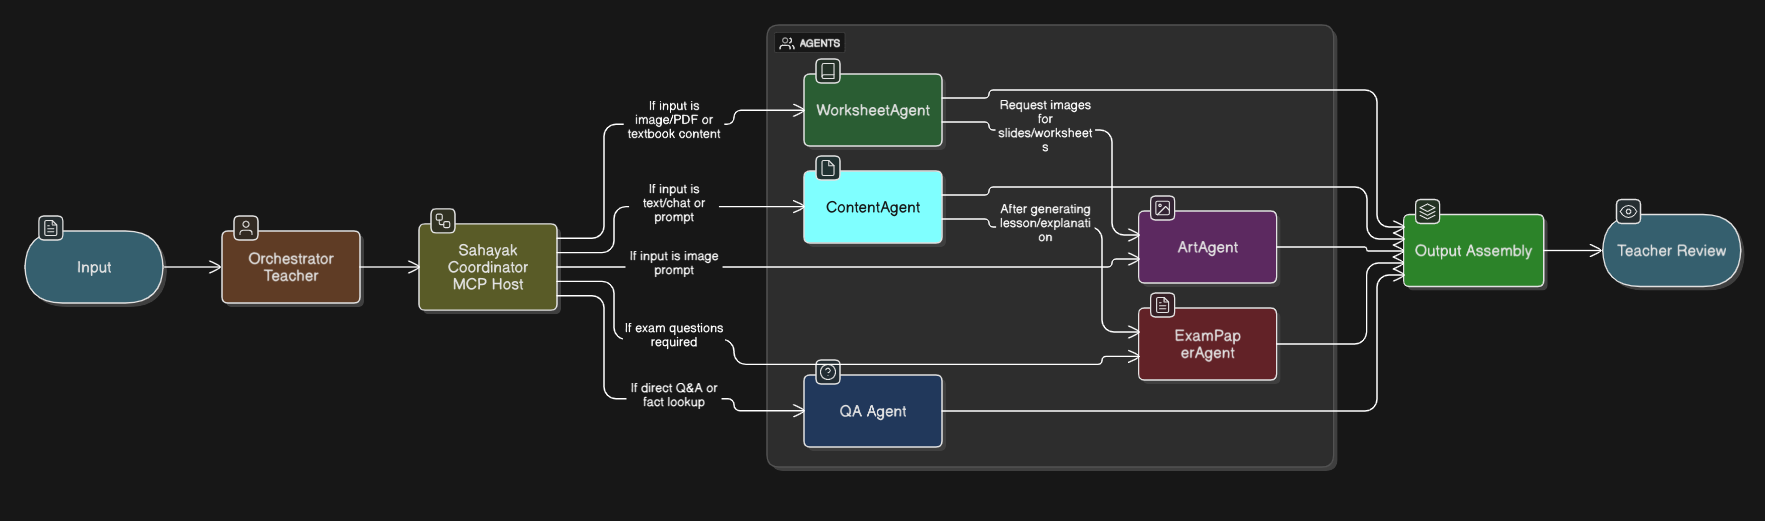 AGENTS
Input
Orchestrator
Teacher
Sahayak
Coordinator
MCP Host
If input is
image/PDF or
textbook content
If input is
text/chat or
prompt
If input is image
prompt
If exam questions
required
If direct Q&A or
fact lookup
WorksheetAgent
ContentAgent
QA Agent
Request images
for
slides/worksheet
s
After generating
lesson/explanati
on
ArtAgent
ExamPap
erAgent
Output Assembly
Teacher Review